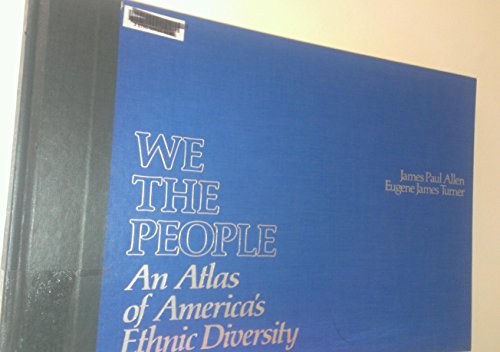 WE
THE
PEOPLE
An Atlas
of America's
Ethnic Diversity
James Paul Allen
Eugene James Turner